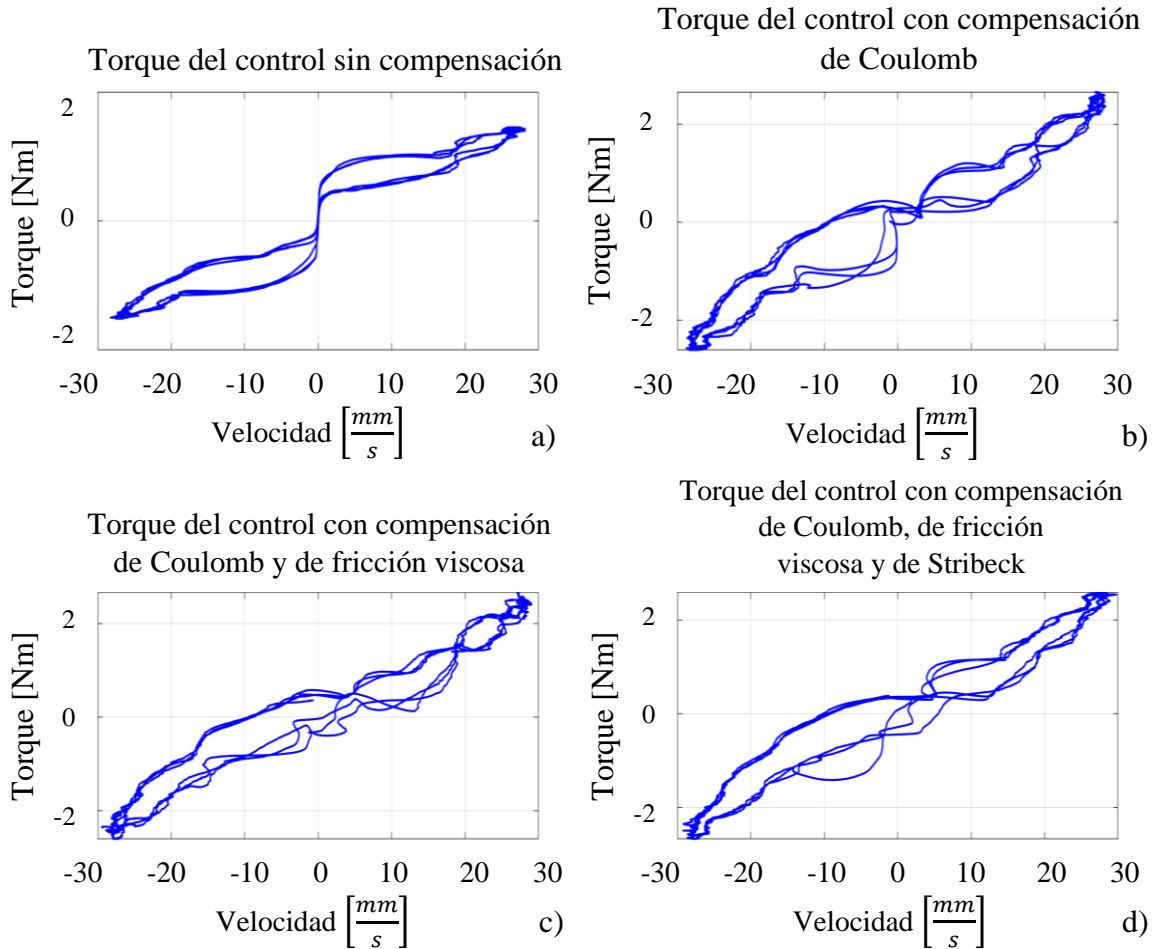 Torque del control sin compensación
Torque [Nm]
2
0
-2
-30 -20 -10 0 10 20 30
Velocidad [mm/s]
a)
Torque del control con compensación
de Coulomb
Torque [Nm]
2
0
-2
-30 -20 -10 0 10 20 30
Velocidad [mm/s]
b)
Torque del control con compensación
de Coulomb y de fricción viscosa
Torque [Nm]
2
0
-2
-30 -20 -10 0 10 20 30
Velocidad [mm/s]
c)
Torque del control con compensación
de Coulomb, de fricción
viscosa y de Stribeck
Torque [Nm]
2
0
-2
-30 -20 -10 0 10 20 30
Velocidad [mm/s]
d)